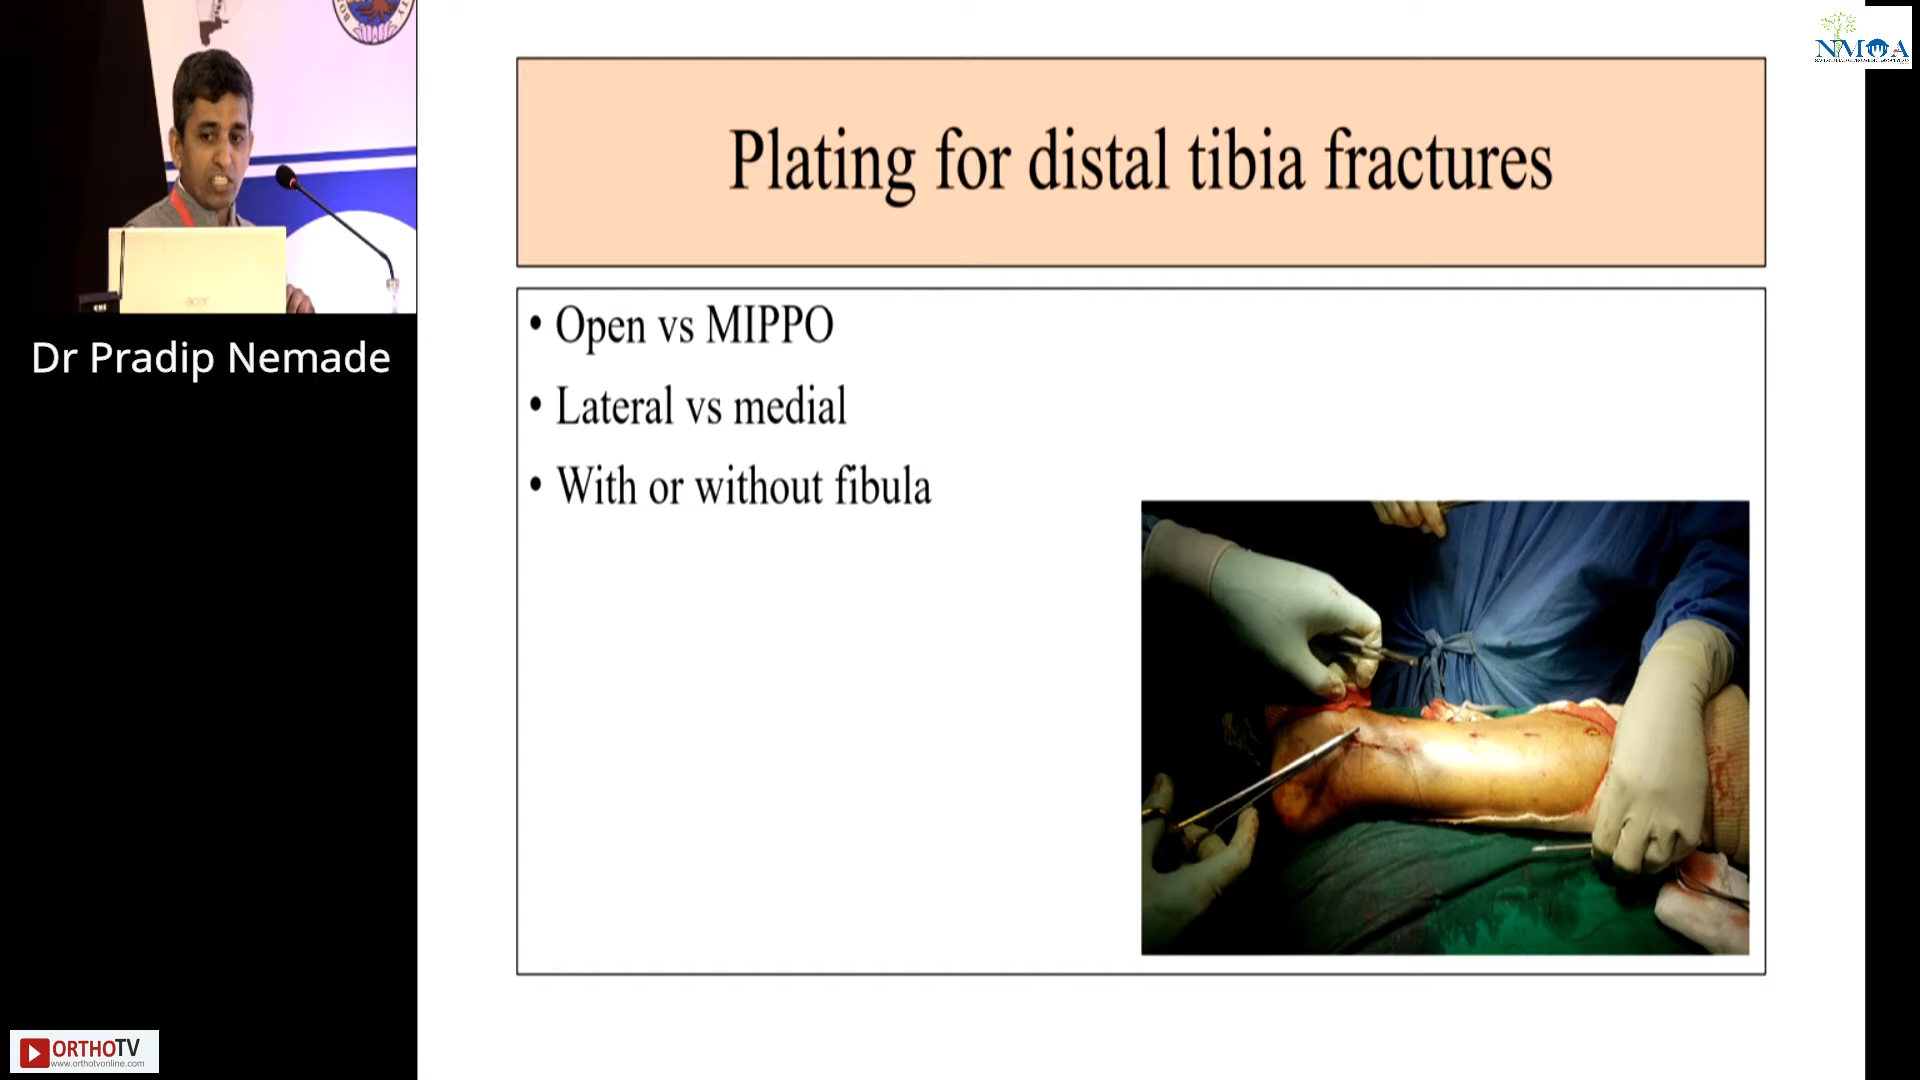 NMOA
Plating for distal tibia fractures
• Open vs MIPPO
• Lateral vs medial
• With or without fibula
acer
Dr Pradip Nemade
ORTHOTV
www.orthotvonline.com